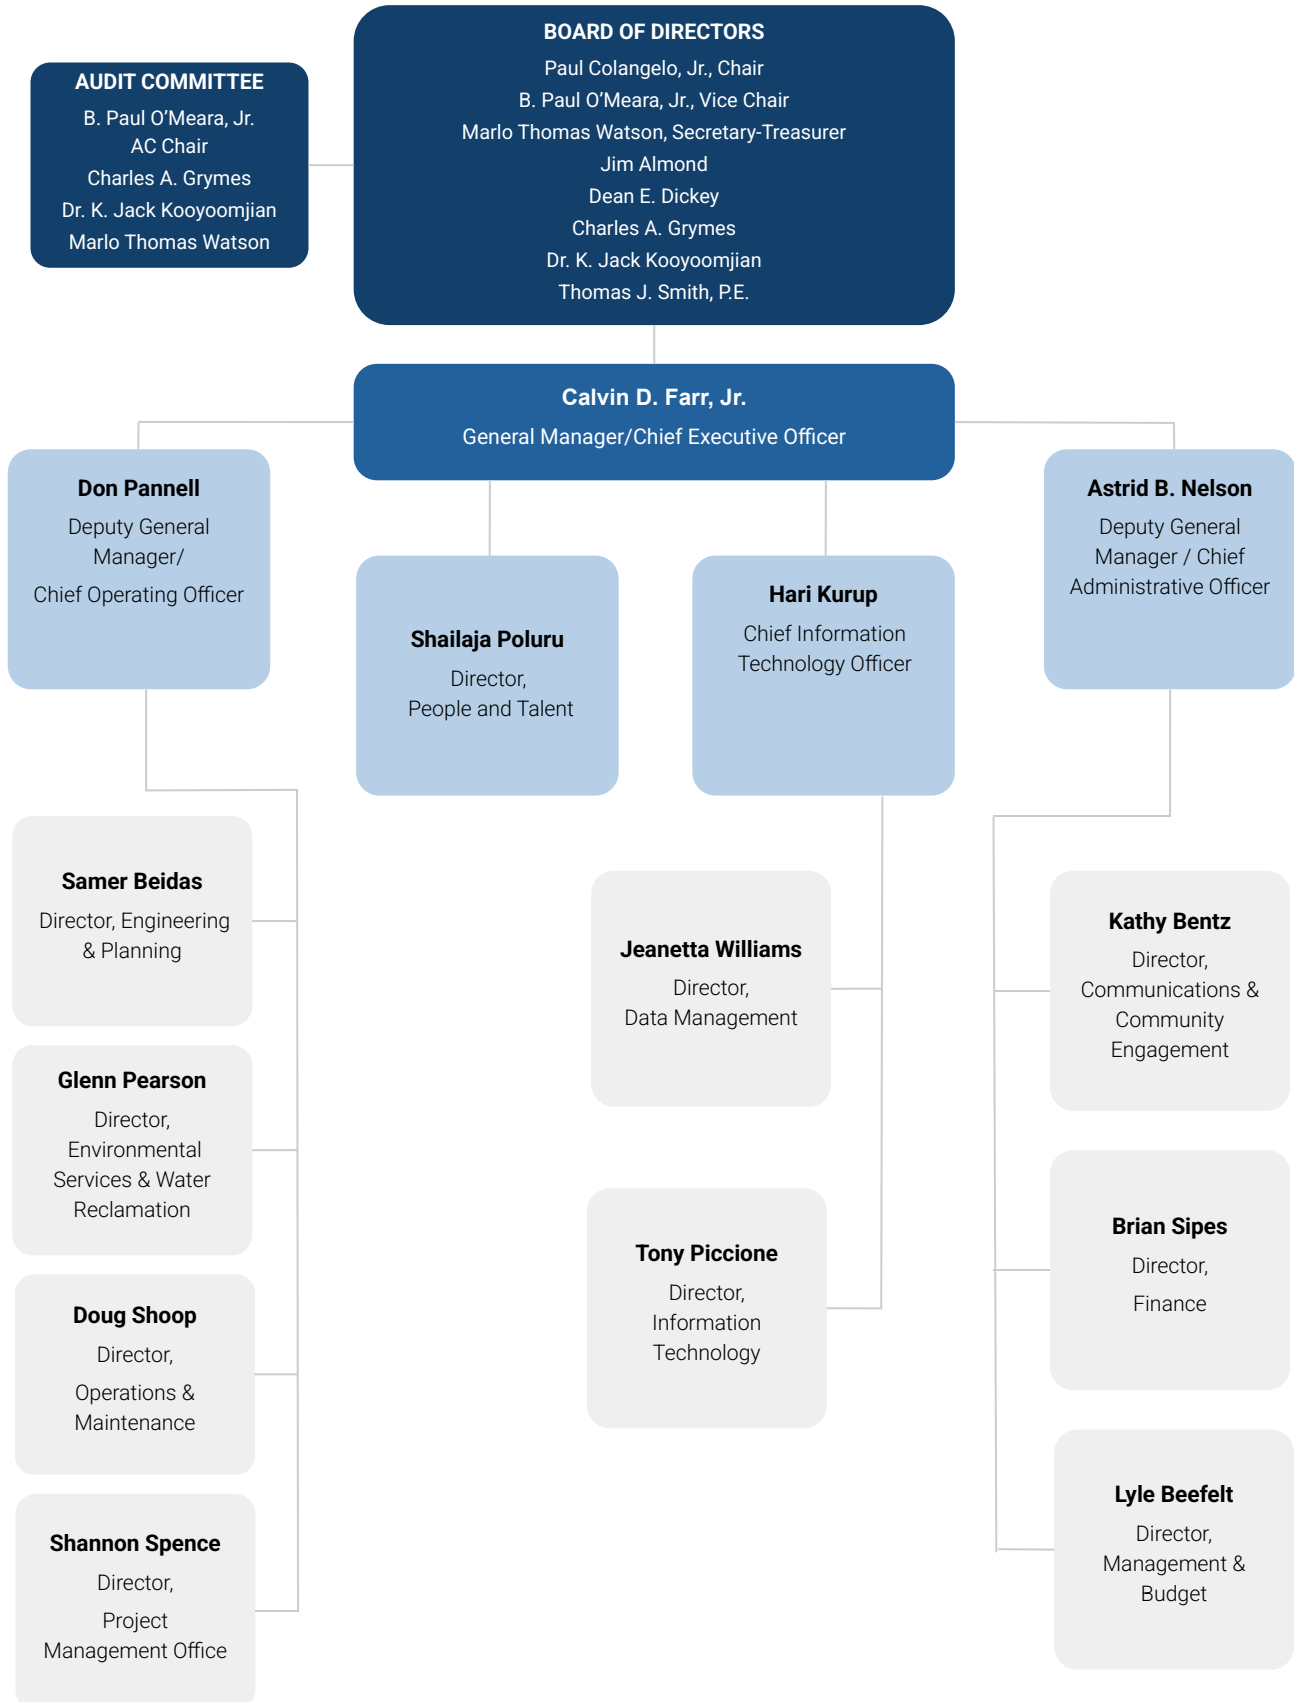 BOARD OF DIRECTORS
Paul Colangelo, Jr., Chair
B. Paul O’Meara, Jr., Vice Chair
Marlo Thomas Watson, Secretary-Treasurer
Jim Almond
Dean E. Dickey
Charles A. Grymes
Dr. K. Jack Kooyoomjian
Thomas J. Smith, P.E.
AUDIT COMMITTEE
B. Paul O’Meara, Jr.
AC Chair
Charles A. Grymes
Dr. K. Jack Kooyoomjian
Marlo Thomas Watson
Calvin D. Farr, Jr.
General Manager/Chief Executive Officer
Don Pannell
Deputy General
Manager/
Chief Operating Officer
Shailaja Poluru
Director,
People and Talent
Hari Kurup
Chief Information
Technology Officer
Astrid B. Nelson
Deputy General
Manager / Chief
Administrative Officer
Samer Beidas
Director, Engineering
& Planning
Glenn Pearson
Director,
Environmental
Services & Water
Reclamation
Doug Shoop
Director,
Operations &
Maintenance
Shannon Spence
Director,
Project
Management Office
Jeanetta Williams
Director,
Data Management
Tony Piccione
Director,
Information
Technology
Kathy Bentz
Director,
Communications &
Community
Engagement
Brian Sipes
Director,
Finance
Lyle Beefelt
Director,
Management &
Budget